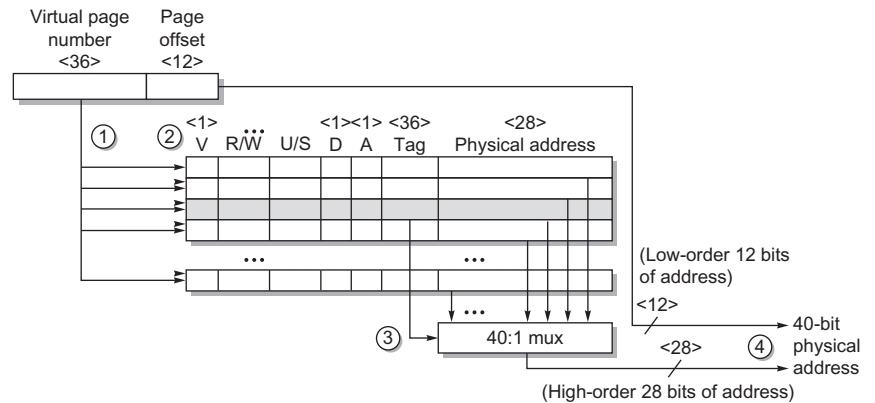 Virtual page number <36>
Page offset <12>
1
2
<1> ... <1><1> <36> <28>
V R/W U/S D A Tag Physical address
... ...
(Low-order 12 bits of address)
...
<12>
3
40:1 mux
<28>
4
40-bit physical address
(High-order 28 bits of address)